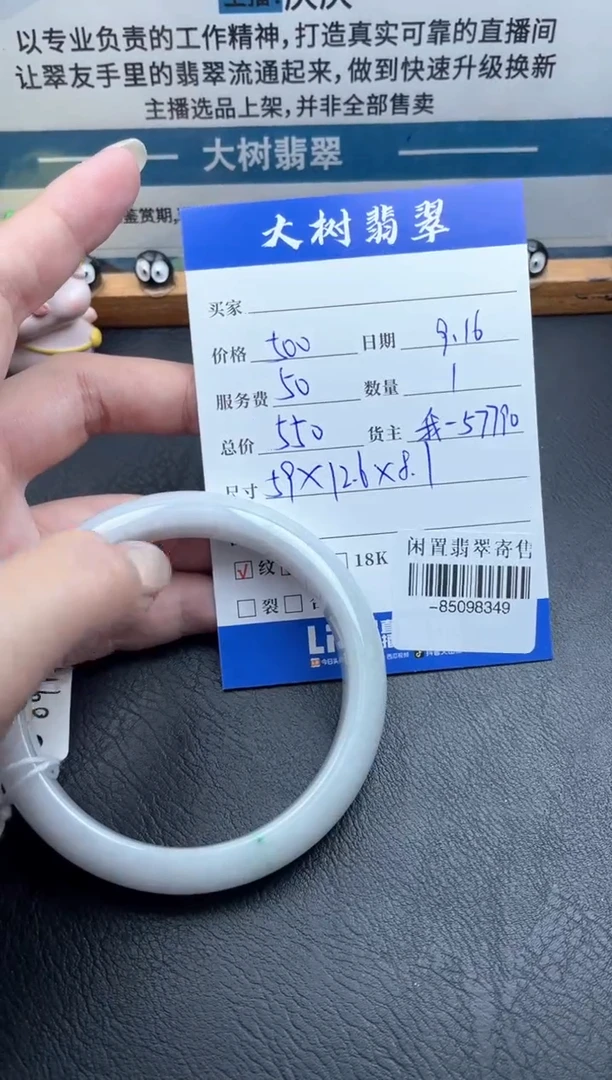 以专业负责的工作精神，打造真实可靠的直播间
让翠友手里的翡翠流通起来，做到快速升级换新
主播选品上架，并非全部售卖
大树翡翠
鉴赏期，
大树翡翠
买家
价格 500 日期 9.16
服务费 50 数量 1
总价 550 货主 我-57790
尺寸 59×12.6×8.1
闲置翡翠寄售
纹 18K
-85098349
裂